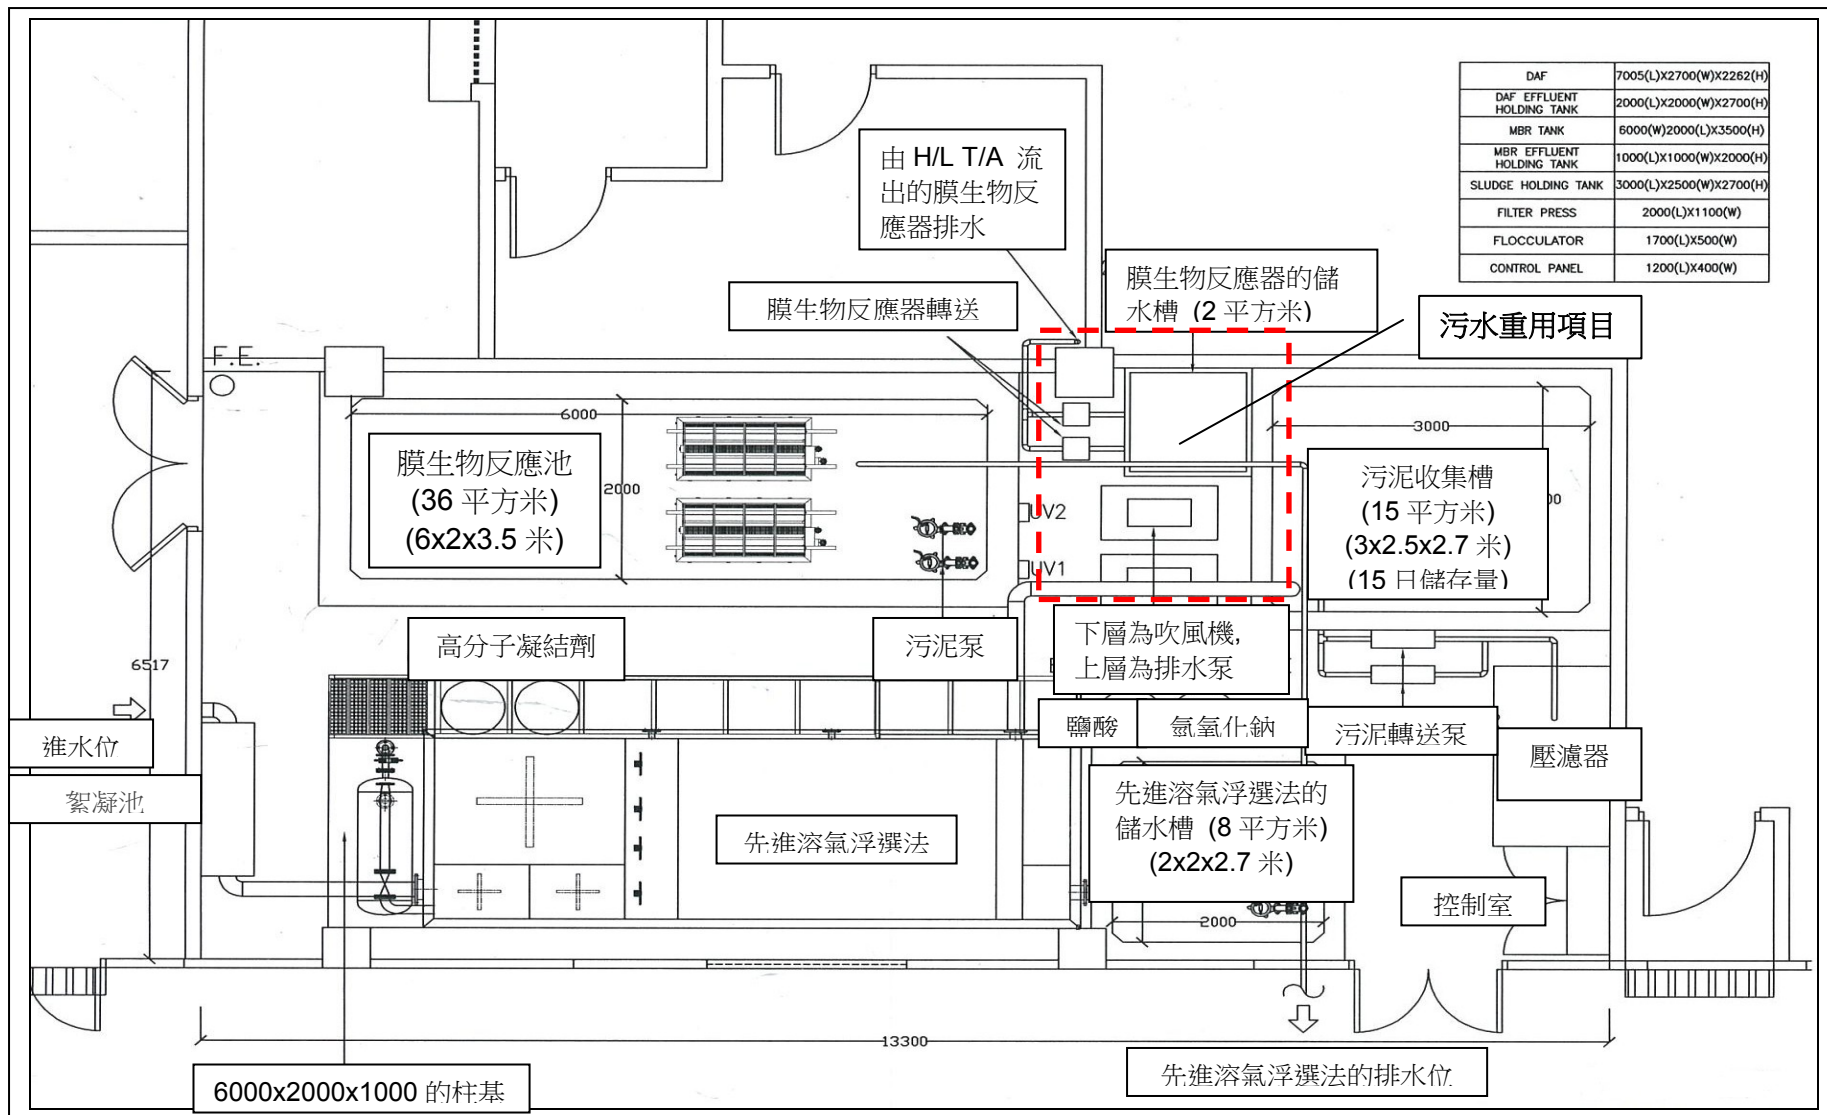 DAF 7005(L)X2700(W)X2262(H)
DAF EFFLUENT
HOLDING TANK 2000(L)X2000(W)X2700(H)
MBR TANK 6000(W)2000(L)X3500(H)
MBR EFFLUENT
HOLDING TANK 1000(L)X1000(W)X2000(H)
SLUDGE HOLDING TANK 3000(L)X2500(W)X2700(H)
FILTER PRESS 2000(L)X1100(W)
FLOCCULATOR 1700(L)X500(W)
CONTROL PANEL 1200(L)X400(W)
由 H/L T/A 流
出的膜生物反
應器排水
膜生物反應器的儲
水槽 (2 平方米)
膜生物反應器轉送
污水重用項目
F.E.
6000
3000
膜生物反應池
(36 平方米)
(6x2x3.5 米)
2000
污泥收集槽
(15 平方米)
(3x2.5x2.7 米)
(15 日儲存量)
00
UV2
UV1
高分子凝結劑
污泥泵
下層為吹風機,
上層為排水泵
6517
鹽酸
氫氧化鈉
污泥轉送泵
壓濾器
進水位
絮凝池
先進溶氣浮選法
先進溶氣浮選法的
儲水槽 (8 平方米)
(2x2x2.7 米)
控制室
2000
13300
先進溶氣浮選法的排水位
6000x2000x1000 的柱基